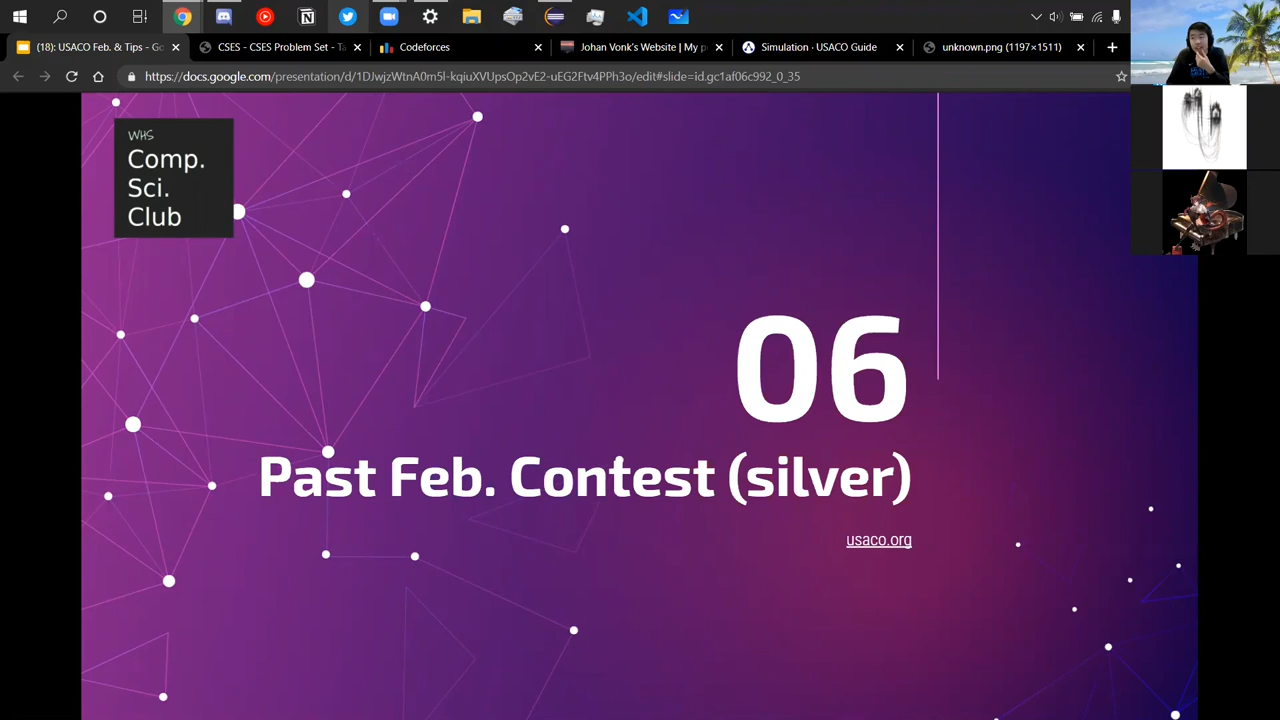 (18): USACO Feb. & Tips - Go
CSES - CSES Problem Set - Ta
Codeforces
Johan Vonk's Website | My p
Simulation · USACO Guide
unknown.png (1197×1511)
https://docs.google.com/presentation/d/1DJwjzWtnA0m5l-kqiuXVUpsOp2vE2-uEG2Ftv4PPh3o/edit#slide=id.gc1af06c992_0_35
WHS
Comp.
Sci.
Club
06
Past Feb. Contest (silver)
usaco.org